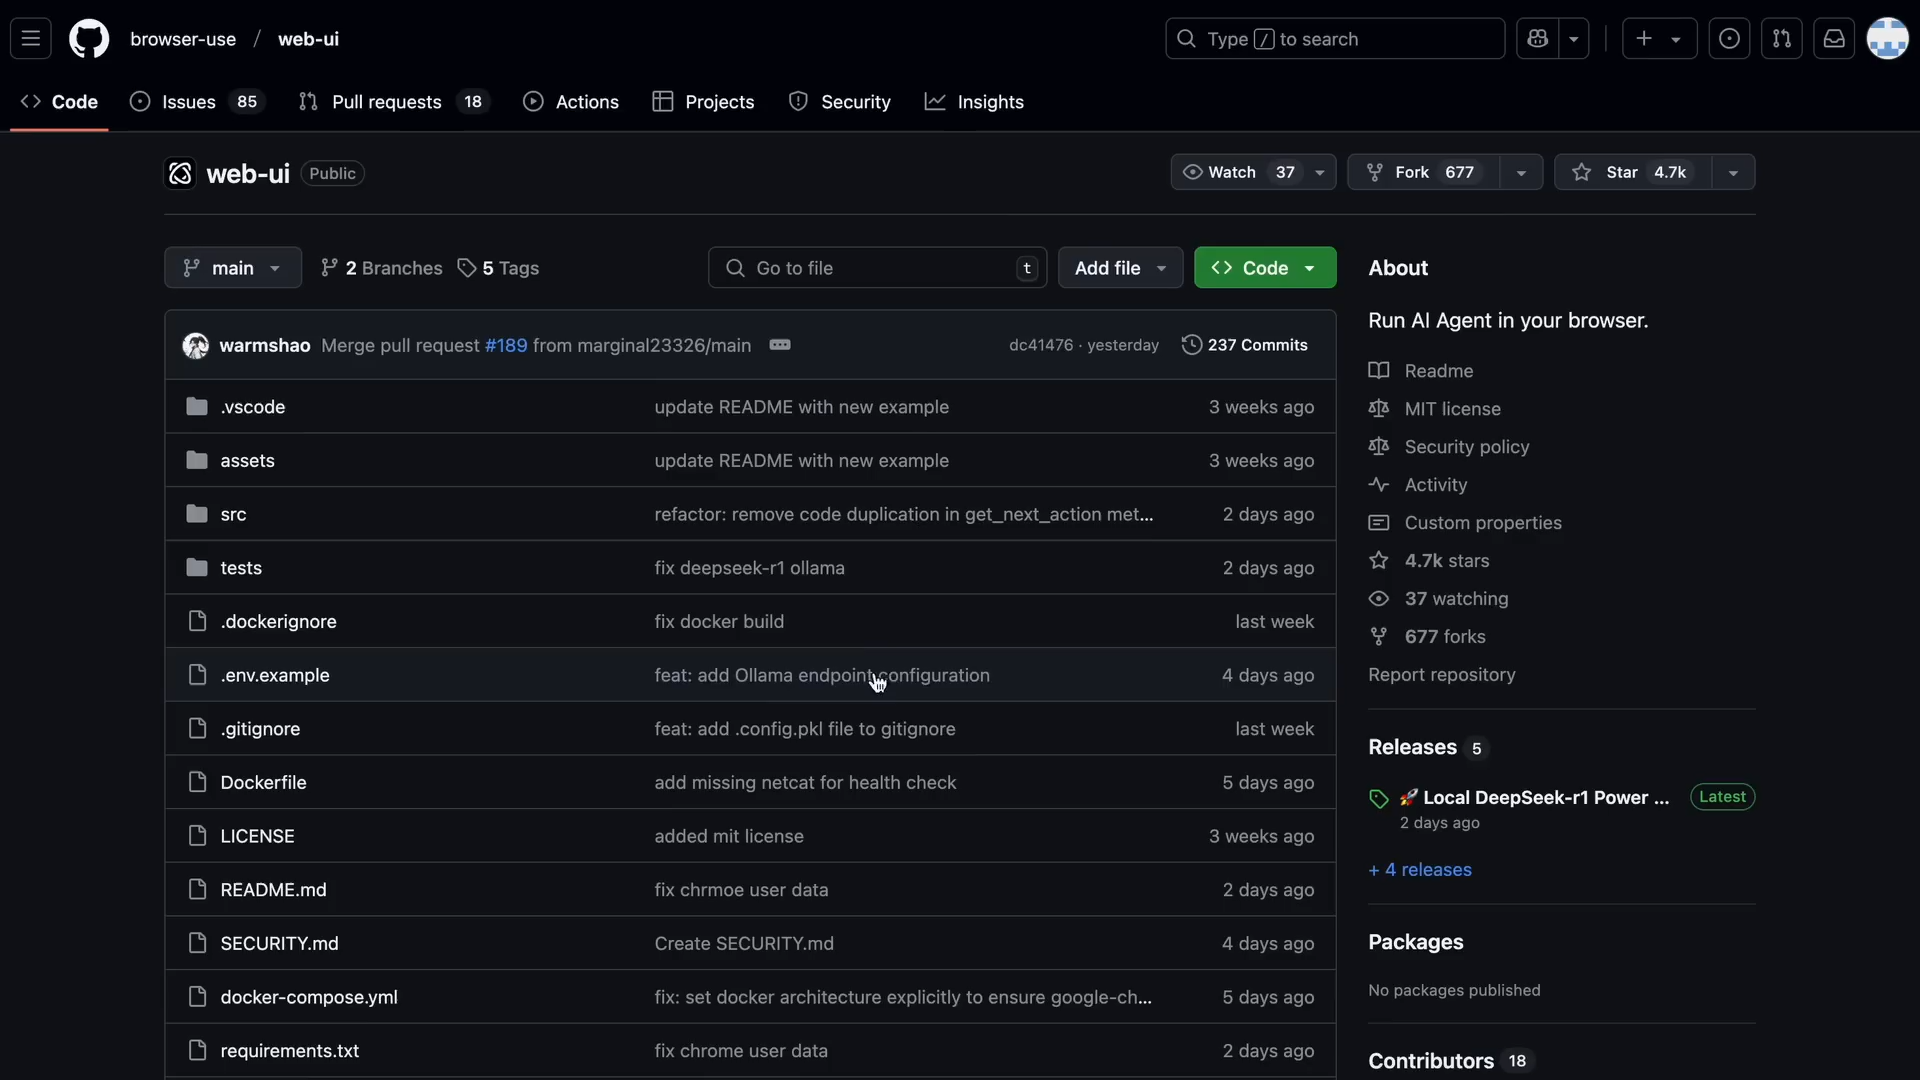 browser-use / web-ui
Type / to search
Code
Issues 85
Pull requests 18
Actions
Projects
Security
Insights
web-ui Public
Watch 37
Fork 677
Star 4.7k
main
2 Branches
5 Tags
Go to file t
Add file
Code
warmshao Merge pull request #189 from marginal23326/main dc41476 · yesterday 237 Commits
.vscode update README with new example 3 weeks ago
assets update README with new example 3 weeks ago
src refactor: remove code duplication in get_next_action met... 2 days ago
tests fix deepseek-r1 ollama 2 days ago
.dockerignore fix docker build last week
.env.example feat: add Ollama endpoint configuration 4 days ago
.gitignore feat: add .config.pkl file to gitignore last week
Dockerfile add missing netcat for health check 5 days ago
LICENSE added mit license 3 weeks ago
README.md fix chrmoe user data 2 days ago
SECURITY.md Create SECURITY.md 4 days ago
docker-compose.yml fix: set docker architecture explicitly to ensure google-ch... 5 days ago
requirements.txt fix chrome user data 2 days ago
About
Run AI Agent in your browser.
Readme
MIT license
Security policy
Activity
Custom properties
4.7k stars
37 watching
677 forks
Report repository
Releases 5
🚀 Local DeepSeek-r1 Power ... Latest
2 days ago
+ 4 releases
Packages
No packages published
Contributors 18